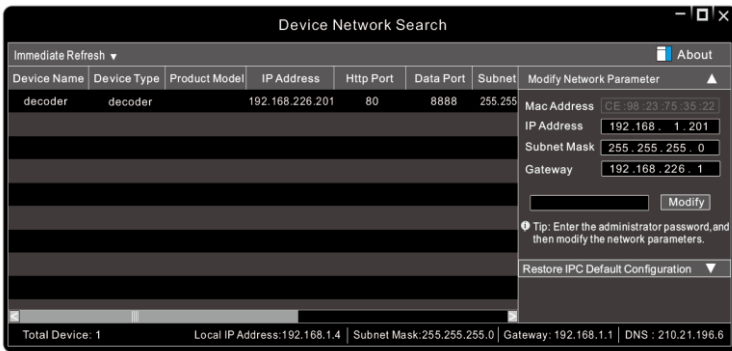 Device Network Search
Immediate Refresh ▼
About
Device Name Device Type Product Model IP Address Http Port Data Port Subnet
decoder decoder 192.168.226.201 80 8888 255.255
Modify Network Parameter
Mac Address CE:98:23:75:35:22
IP Address 192.168. 1.201
Subnet Mask 255.255.255. 0
Gateway 192.168.226. 1
Modify
Tip: Enter the administrator password,and
then modify the network parameters.
Restore IPC Default Configuration
Total Device: 1 Local IP Address:192.168.1.4 Subnet Mask:255.255.255.0 Gateway: 192.168.1.1 DNS : 210.21.196.6